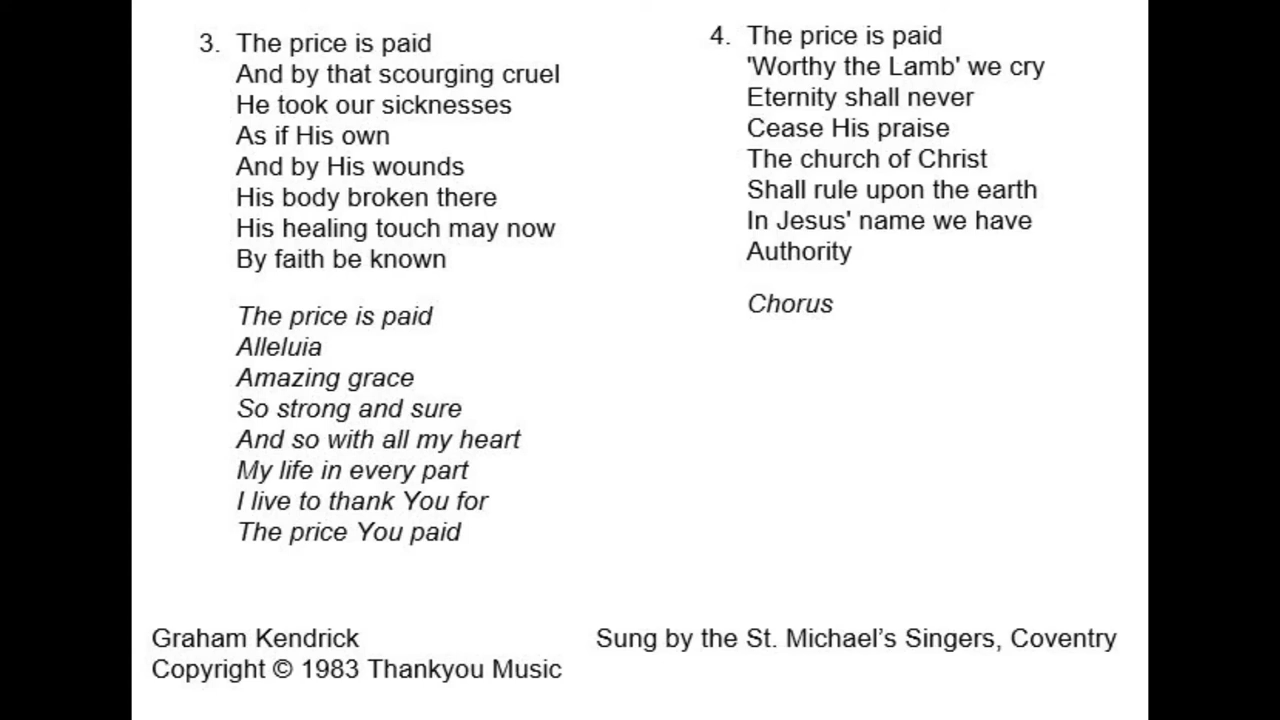 3. The price is paid
And by that scourging cruel
He took our sicknesses
As if His own
And by His wounds
His body broken there
His healing touch may now
By faith be known
The price is paid
Alleluia
Amazing grace
So strong and sure
And so with all my heart
My life in every part
I live to thank You for
The price You paid
4. The price is paid
'Worthy the Lamb' we cry
Eternity shall never
Cease His praise
The church of Christ
Shall rule upon the earth
In Jesus' name we have
Authority
Chorus
Graham Kendrick
Copyright © 1983 Thankyou Music
Sung by the St. Michael’s Singers, Coventry